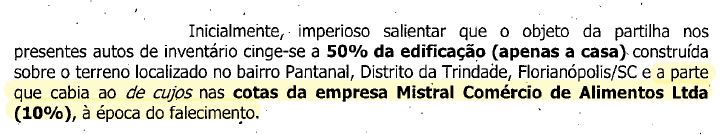 Inicialmente, imperioso salientar que o objeto da partilha nos
presentes autos de inventário cinge-se a 50% da edificação (apenas a casa) construída
sobre o terreno localizado no bairro Pantanal, Distrito da Trindade, Florianópolis/SC e a parte
que cabia ao de cujos nas cotas da empresa Mistral Comércio de Alimentos Ltda
(10%), à época do falecimento.